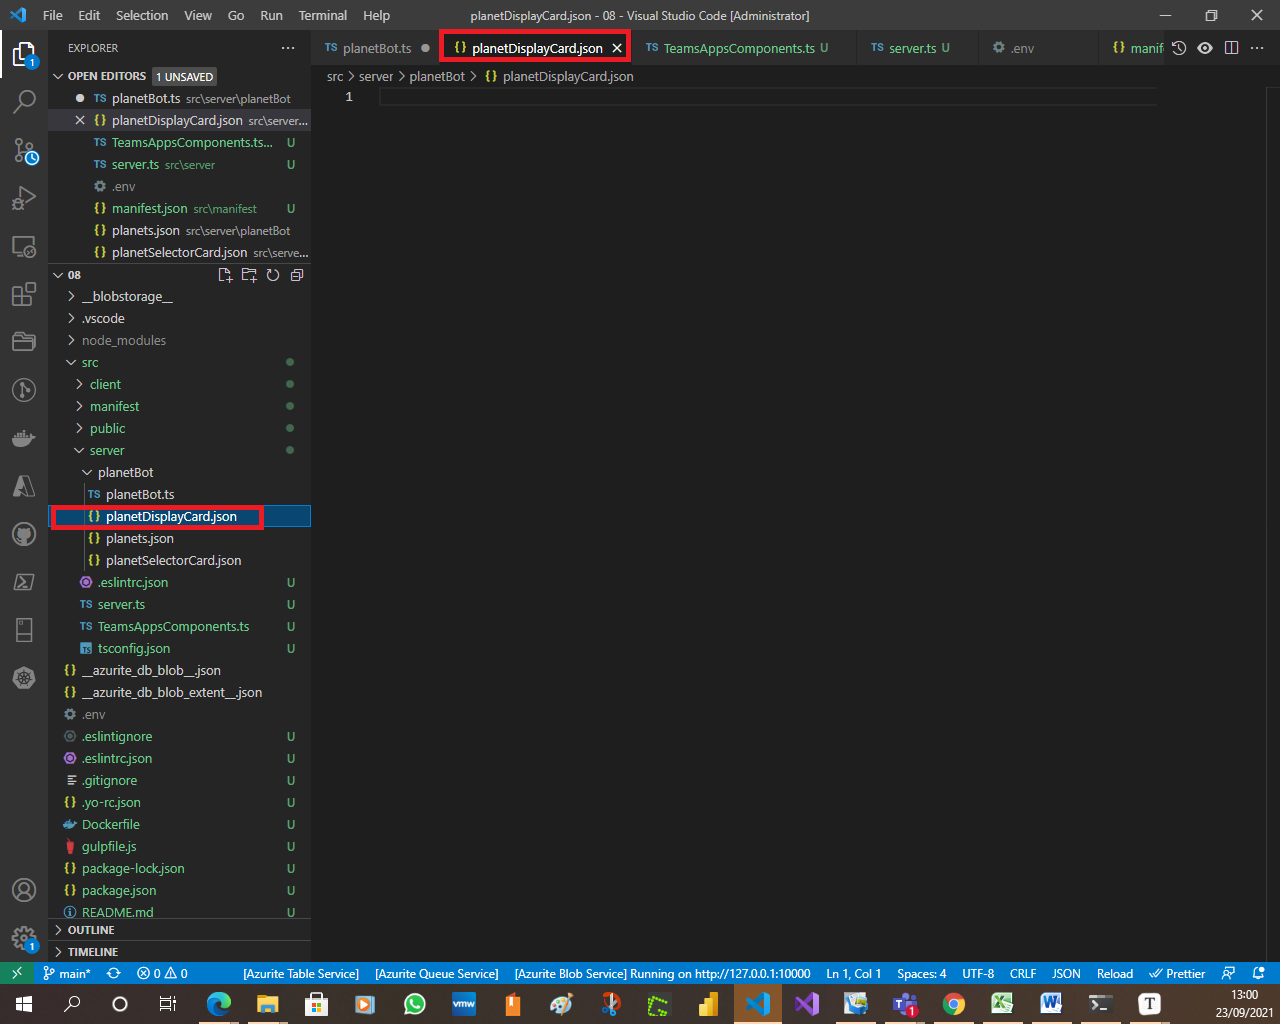 File Edit Selection View Go Run Terminal Help planetDisplayCard.json - 08 - Visual Studio Code [Administrator]
EXPLORER
planetBot.ts
{} planetDisplayCard.json
TS TeamsAppsComponents.ts U
TS server.ts U
.env
{} manif
OPEN EDITORS 1 UNSAVED
src > server > planetBot > {} planetDisplayCard.json
1
TS planetBot.ts src\server\planetBot
{} planetDisplayCard.json src\server...
TS TeamsAppsComponents.ts... U
TS server.ts src\server U
.env
{} manifest.json src\manifest U
{} planets.json src\server\planetBot
{} planetSelectorCard.json src\serve...
08
__blobstorage__
.vscode
node_modules
src
client
manifest
public
server
planetBot
TS planetBot.ts
{} planetDisplayCard.json
{} planets.json
{} planetSelectorCard.json
.eslintrc.json U
TS server.ts U
TS TeamsAppsComponents.ts U
TS tsconfig.json U
{} __azurite_db_blob__.json
{} __azurite_db_blob_extent__.json
.env
.eslintignore U
.eslintrc.json U
.gitignore U
{} .yo-rc.json U
Dockerfile U
gulpfile.js U
{} package-lock.json U
{} package.json U
README.md U
OUTLINE
TIMELINE
1
1
main* 0 0 [Azurite Table Service] [Azurite Queue Service] [Azurite Blob Service] Running on http://127.0.0.1:10000 Ln 1, Col 1 Spaces: 4 UTF-8 CRLF JSON Reload Prettier
vmw
1
T
13:00
23/09/2021